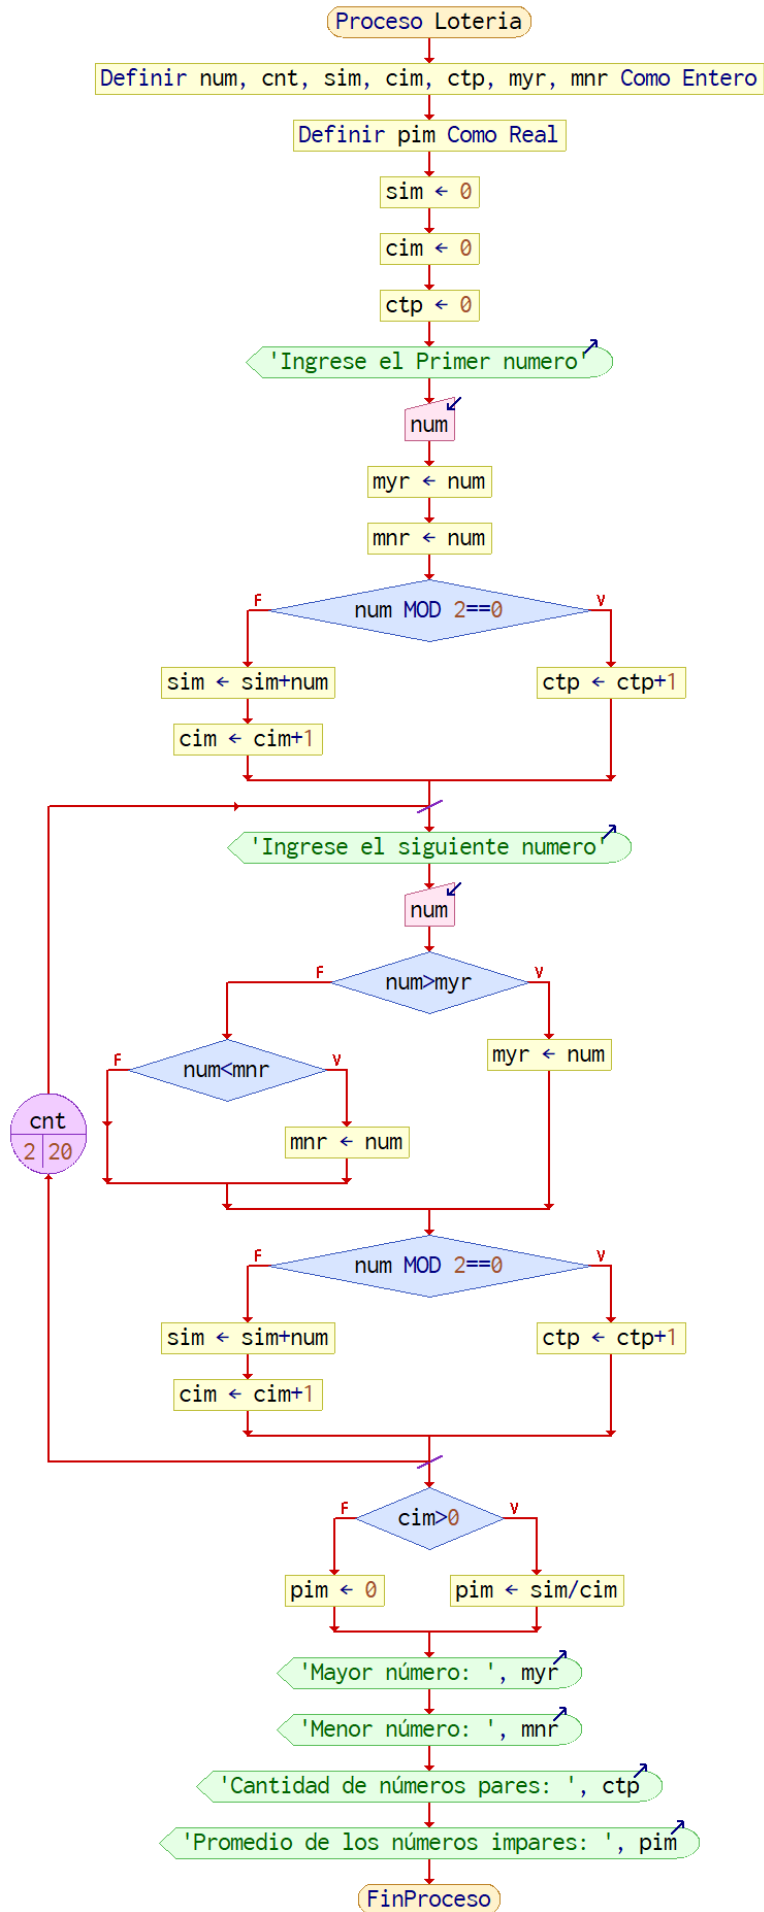 Proceso Loteria
Definir num, cnt, sim, cim, ctp, myr, mnr Como Entero
Definir pim Como Real
sim ← 0
cim ← 0
ctp ← 0
'Ingrese el Primer numero'
num
myr ← num
mnr ← num
F
num MOD 2==0
V
sim ← sim+num
ctp ← ctp+1
cim ← cim+1
'Ingrese el siguiente numero'
num
F
num>myr
V
myr ← num
F
num<mnr
V
cnt
2 20
mnr ← num
F
num MOD 2==0
V
sim ← sim+num
ctp ← ctp+1
cim ← cim+1
F
cim>0
V
pim ← 0
pim ← sim/cim
'Mayor número: ', myr
'Menor número: ', mnr
'Cantidad de números pares: ', ctp
'Promedio de los números impares: ', pim
FinProceso